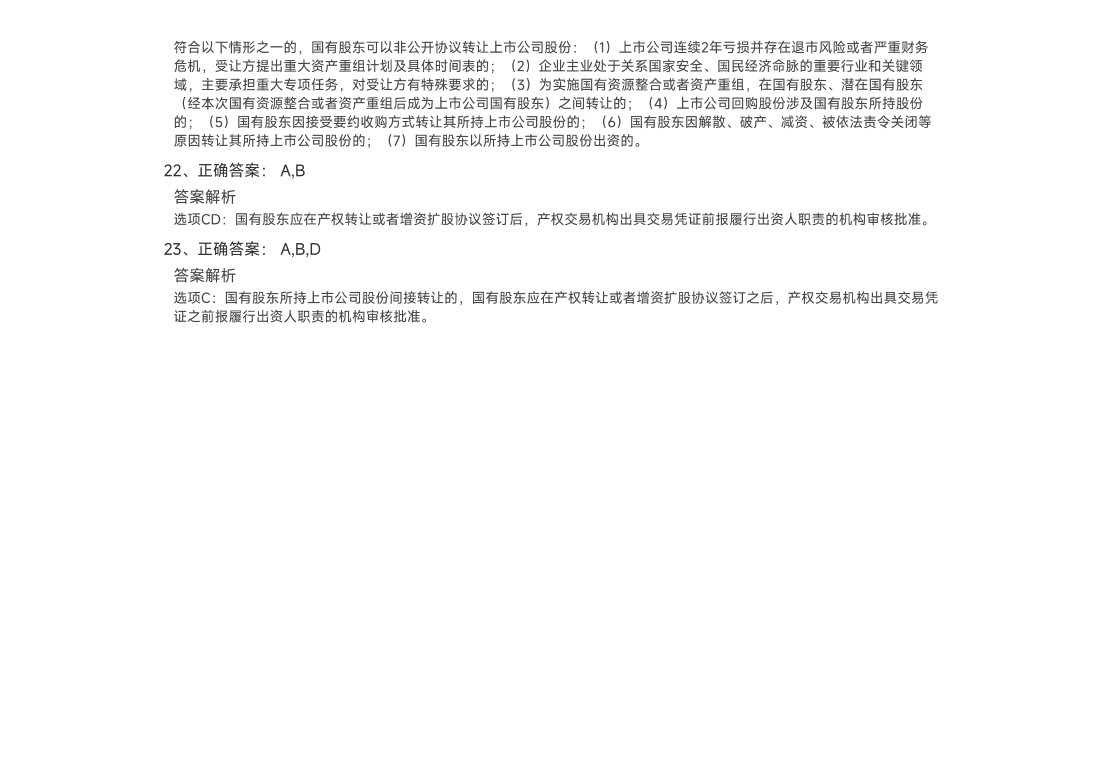 符合以下情形之一的，国有股东可以非公开协议转让上市公司股份：（1）上市公司连续2年亏损并存在退市风险或者严重财务
危机，受让方提出重大资产重组计划及具体时间表的；（2）企业主业处于关系国家安全、国民经济命脉的重要行业和关键领
域，主要承担重大专项任务，对受让方有特殊要求的；（3）为实施国有资源整合或者资产重组，在国有股东、潜在国有股东
（经本次国有资源整合或者资产重组后成为上市公司国有股东）之间转让的；（4）上市公司回购股份涉及国有股东所持股份
的；（5）国有股东因接受要约收购方式转让其所持上市公司股份的；（6）国有股东因解散、破产、减资、被依法责令关闭等
原因转让其所持上市公司股份的；（7）国有股东以所持上市公司股份出资的。
22、正确答案： A,B
答案解析
选项CD：国有股东应在产权转让或者增资扩股协议签订后，产权交易机构出具交易凭证前报履行出资人职责的机构审核批准。
23、正确答案： A,B,D
答案解析
选项C：国有股东所持上市公司股份间接转让的，国有股东应在产权转让或者增资扩股协议签订之后，产权交易机构出具交易凭
证之前报履行出资人职责的机构审核批准。